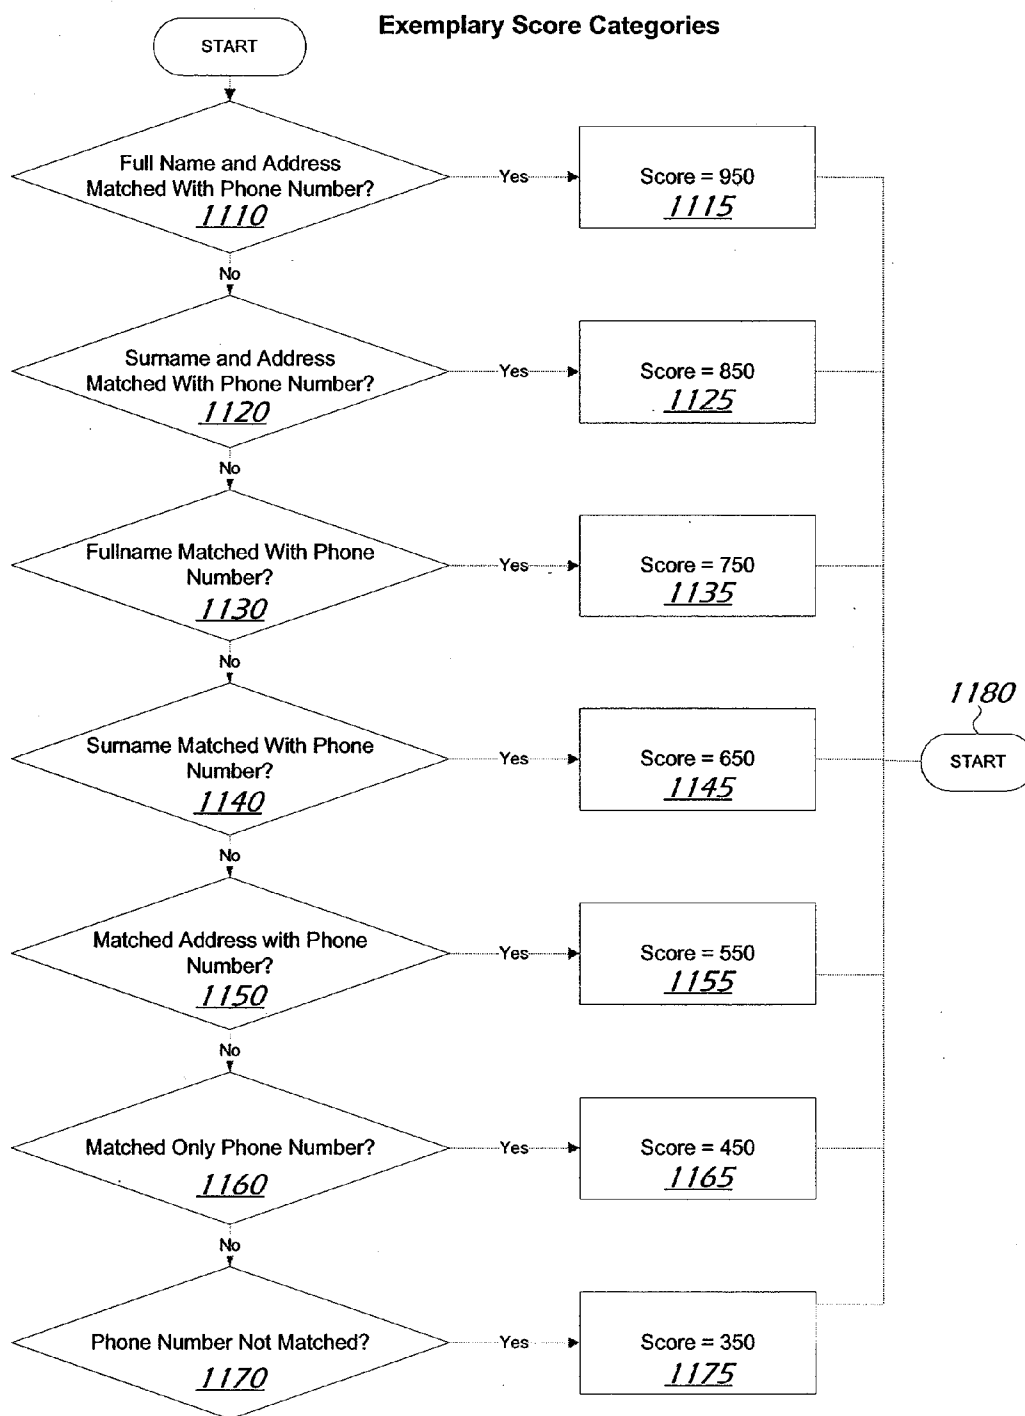 Exemplary Score Categories
START
Full Name and Address
Matched With Phone Number?
1110
Yes
Score = 950
1115
No
Surname and Address
Matched With Phone Number?
1120
Yes
Score = 850
1125
No
Fullname Matched With Phone
Number?
1130
Yes
Score = 750
1135
No
Surname Matched With Phone
Number?
1140
Yes
Score = 650
1145
1180
START
No
Matched Address with Phone
Number?
1150
Yes
Score = 550
1155
No
Matched Only Phone Number?
1160
Yes
Score = 450
1165
No
Phone Number Not Matched?
1170
Yes
Score = 350
1175